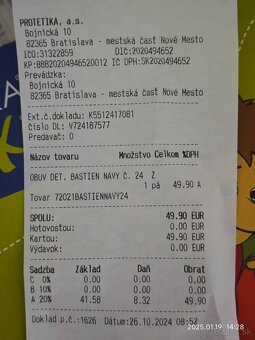 PROTETIKA, a.s.
Bojnická 10
82365 Bratislava - mestská časť Nové Mesto
IČO:31322859 DIČ:2020494652
KP:88820204946520012 IČ DPH:SK2020494652
Prevádzka:
Bojnická 10
82365 Bratislava - mestská časť Nové Mesto
Ext.č.dokladu: K5512417081
číslo DL: V724187577
Predavač: 0
Názov tovaru Množstvo Celkom %DPH
OBUV DET. BASTIEN NAVY č. 24 Z
1 pá 49.90 A
Tovar 72021BASTIENNAVY24
SPOLU: 49.90 EUR
Hotovosťou: 0.00 EUR
Kartou: 49.90 EUR
Výdavok: 0.00 EUR
Sadzba Základ Daň Obrat
C 0% 0.00 0.00 0.00
B 10% 0.00 0.00 0.00
A 20% 41.58 8.32 49.90
Doklad p.č.:1626 Dátum:26.10.2024 08:52
2025.01.19 14:28